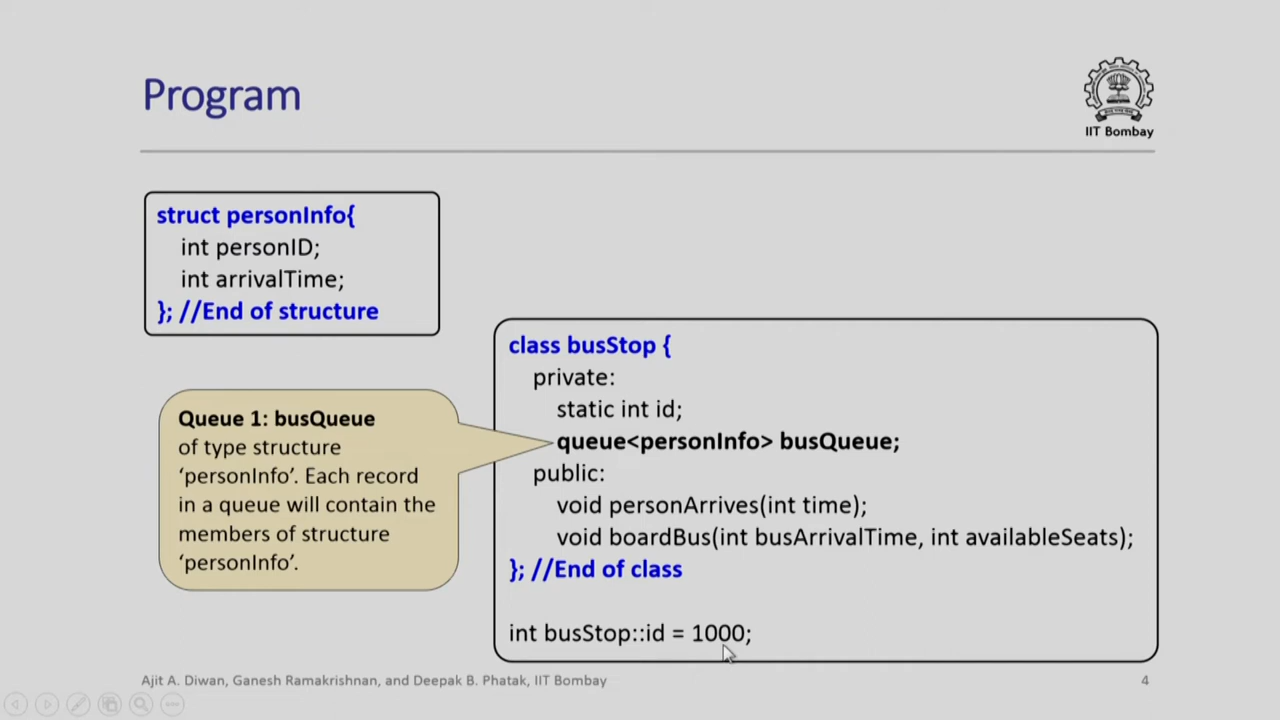 Program
IIT Bombay
struct personInfo{
int personID;
int arrivalTime;
}; //End of structure
Queue 1: busQueue
of type structure
‘personInfo’. Each record
in a queue will contain the
members of structure
‘personInfo’.
class busStop {
private:
static int id;
queue<personInfo> busQueue;
public:
void personArrives(int time);
void boardBus(int busArrivalTime, int availableSeats);
}; //End of class
int busStop::id = 1000;
Ajit A. Diwan, Ganesh Ramakrishnan, and Deepak B. Phatak, IIT Bombay
4